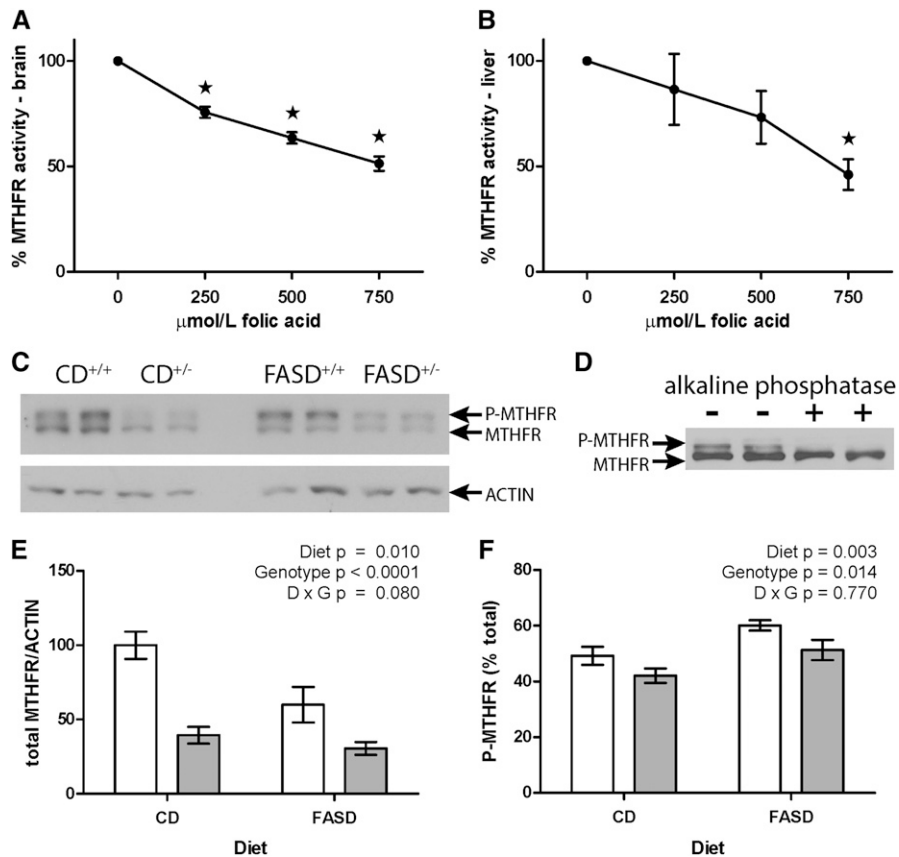 A
% MTHFR activity - brain
100
50
0
0 250 500 750
μmol/L folic acid
B
% MTHFR activity - liver
100
50
0
0 250 500 750
μmol/L folic acid
C
CD+/+ CD+/- FASD+/+ FASD+/-
P-MTHFR
MTHFR
ACTIN
D
alkaline phosphatase
- - + +
P-MTHFR
MTHFR
E
Diet p = 0.010
Genotype p < 0.0001
D x G p = 0.080
total MTHFR/ACTIN
150
100
50
0
CD FASD
Diet
F
Diet p = 0.003
Genotype p = 0.014
D x G p = 0.770
P-MTHFR (% total)
80
60
40
20
0
CD FASD
Diet